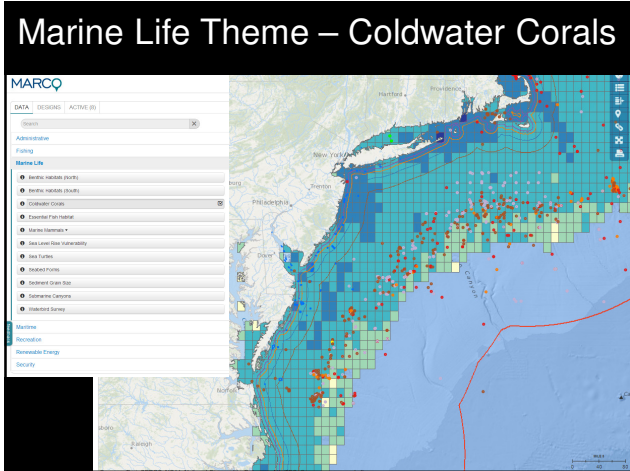 Marine Life Theme – Coldwater Corals
MARCO
DATA DESIGNS ACTIVE (0)
Search
Administrative
Fishing
Marine Life
Benthic Habitats (North)
Benthic Habitats (South)
Coldwater Corals
Essential Fish Habitat
Marine Mammals
Sea Level Rise Vulnerability
Sea Turtles
Seabed Forms
Sediment Grain Size
Submarine Canyons
Waterbird Survey
Maritime
Recreation
Renewable Energy
Security
Hartford
Providence
New York
Trenton
Philadelphia
Dover
Canyon
Raleigh